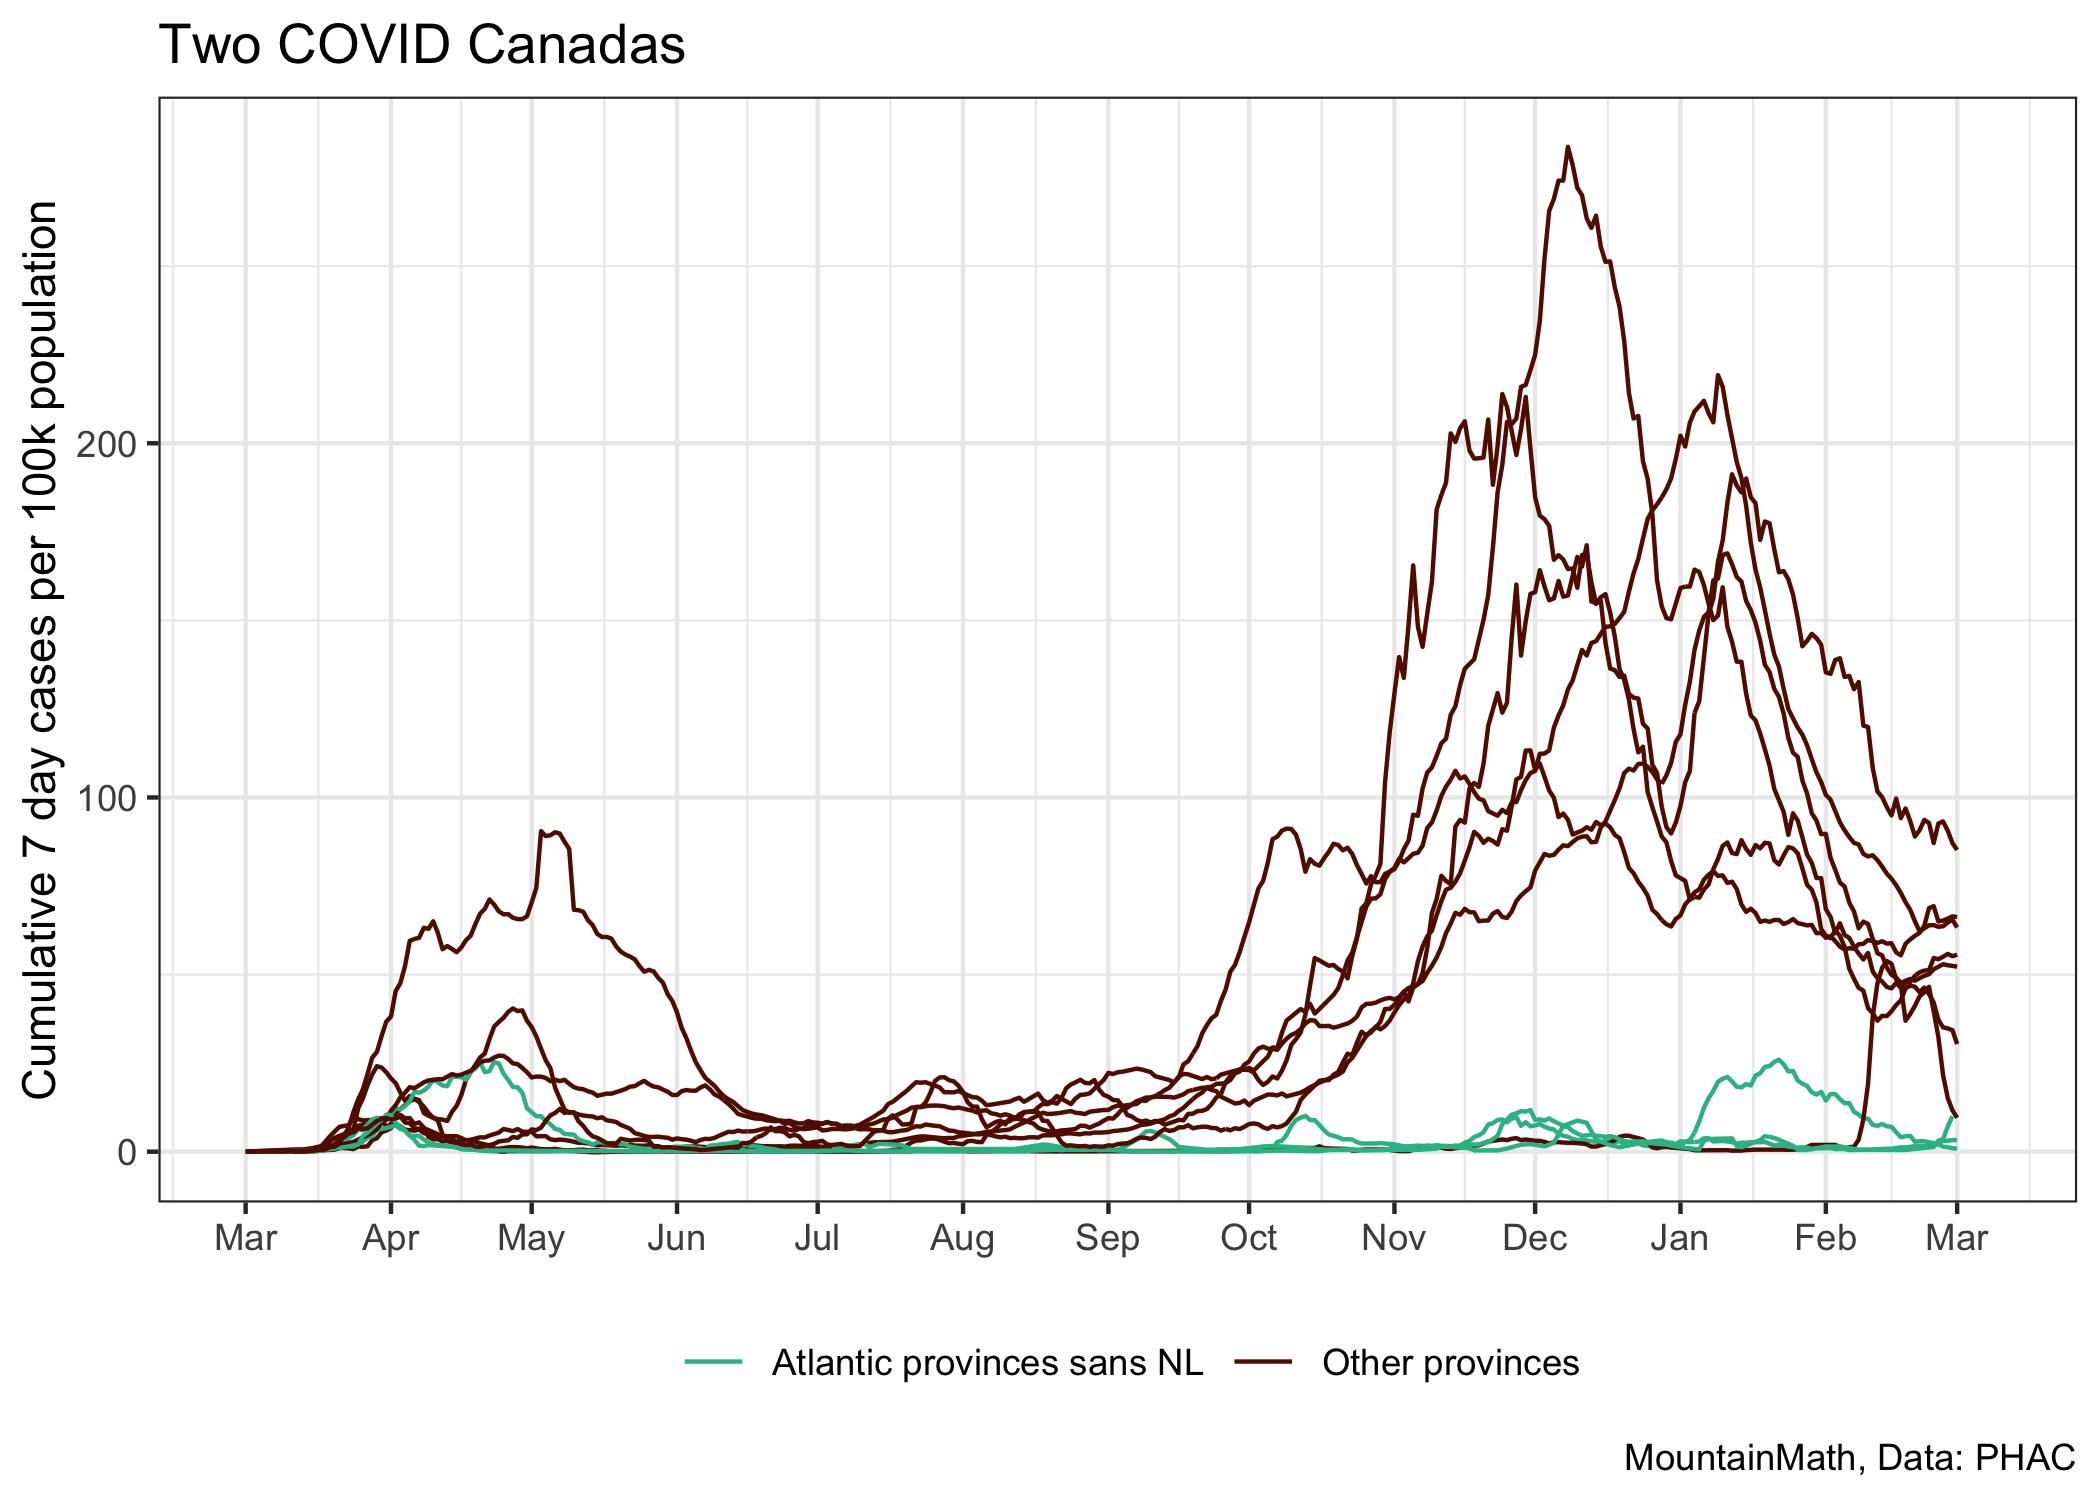 Two COVID Canadas
Cumulative 7 day cases per 100k population
200
100
0
Mar Apr May Jun Jul Aug Sep Oct Nov Dec Jan Feb Mar
Atlantic provinces sans NL Other provinces
MountainMath, Data: PHAC